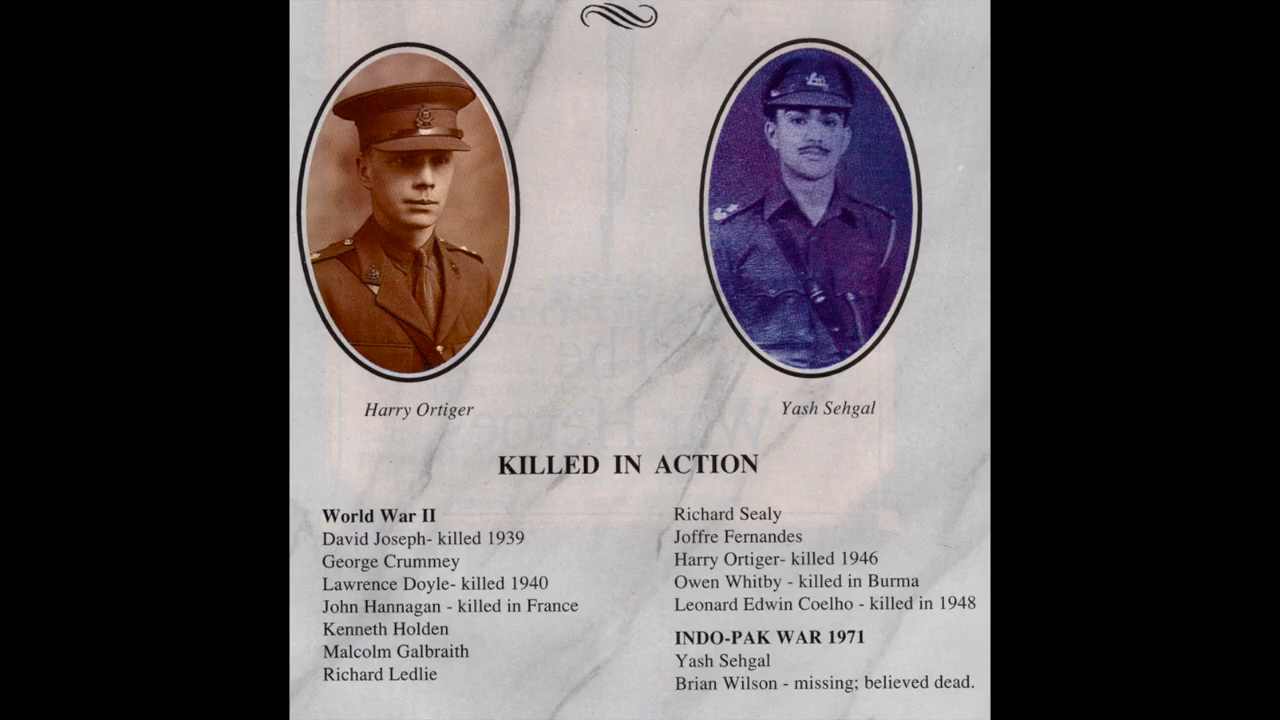 Harry Ortiger
Yash Sehgal
KILLED IN ACTION
World War II
David Joseph- killed 1939
George Crummey
Lawrence Doyle- killed 1940
John Hannagan - killed in France
Kenneth Holden
Malcolm Galbraith
Richard Ledlie
Richard Sealy
Joffre Fernandes
Harry Ortiger- killed 1946
Owen Whitby - killed in Burma
Leonard Edwin Coelho - killed in 1948
INDO-PAK WAR 1971
Yash Sehgal
Brian Wilson - missing; believed dead.